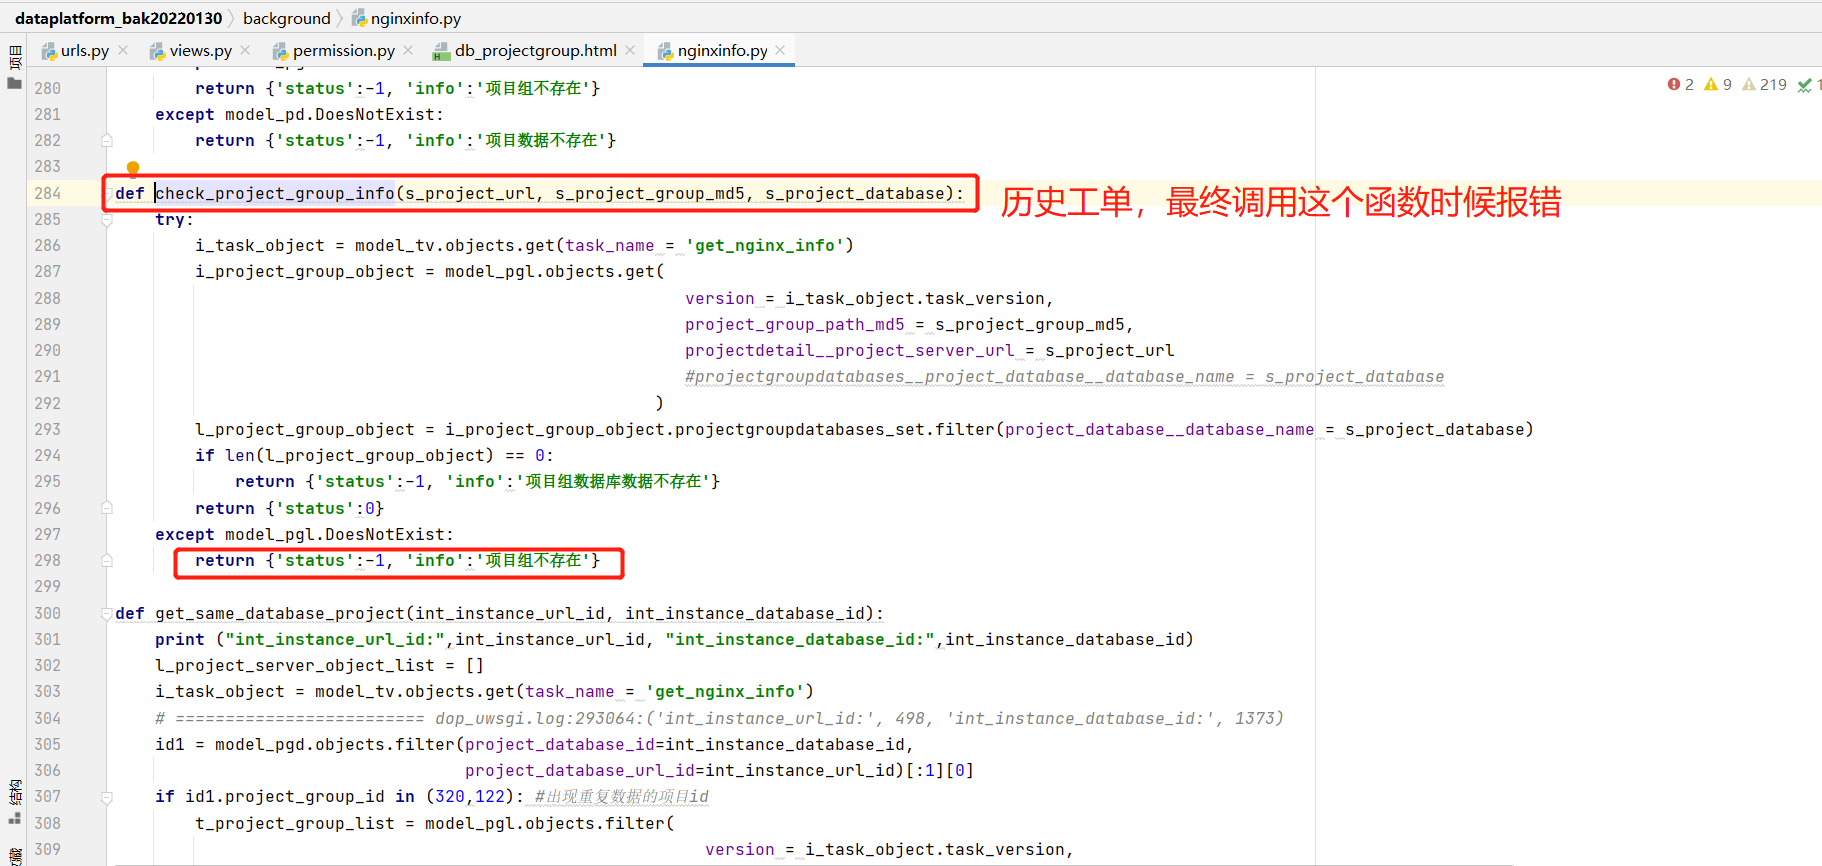 dataplatform_bak20220130 background nginxinfo.py
urls.py views.py permission.py db_projectgroup.html nginxinfo.py
项目
2 9 219 1
280 return {'status':-1, 'info':'项目组不存在'}
281 except model_pd.DoesNotExist:
282 return {'status':-1, 'info':'项目数据不存在'}
283
284 def check_project_group_info(s_project_url, s_project_group_md5, s_project_database):
历史工单，最终调用这个函数时候报错
285 try:
286 i_task_object = model_tv.objects.get(task_name = 'get_nginx_info')
287 i_project_group_object = model_pgl.objects.get(
288 version = i_task_object.task_version,
289 project_group_path_md5 = s_project_group_md5,
290 projectdetail__project_server_url = s_project_url
291 #projectgroupdatabases__project_database__database_name = s_project_database
292 )
293 l_project_group_object = i_project_group_object.projectgroupdatabases_set.filter(project_database__database_name = s_project_database)
294 if len(l_project_group_object) == 0:
295 return {'status':-1, 'info':'项目组数据库数据不存在'}
296 return {'status':0}
297 except model_pgl.DoesNotExist:
298 return {'status':-1, 'info':'项目组不存在'}
299
300 def get_same_database_project(int_instance_url_id, int_instance_database_id):
301 print ("int_instance_url_id:",int_instance_url_id, "int_instance_database_id:",int_instance_database_id)
302 l_project_server_object_list = []
303 i_task_object = model_tv.objects.get(task_name = 'get_nginx_info')
304 # ========================= dop_uwsgi.log:293064:('int_instance_url_id:', 498, 'int_instance_database_id:', 1373)
305 id1 = model_pgd.objects.filter(project_database_id=int_instance_database_id,
306 project_database_url_id=int_instance_url_id)[:1][0]
307 if id1.project_group_id in (320,122): #出现重复数据的项目id
308 t_project_group_list = model_pgl.objects.filter(
309 version = i_task_object.task_version,
结构